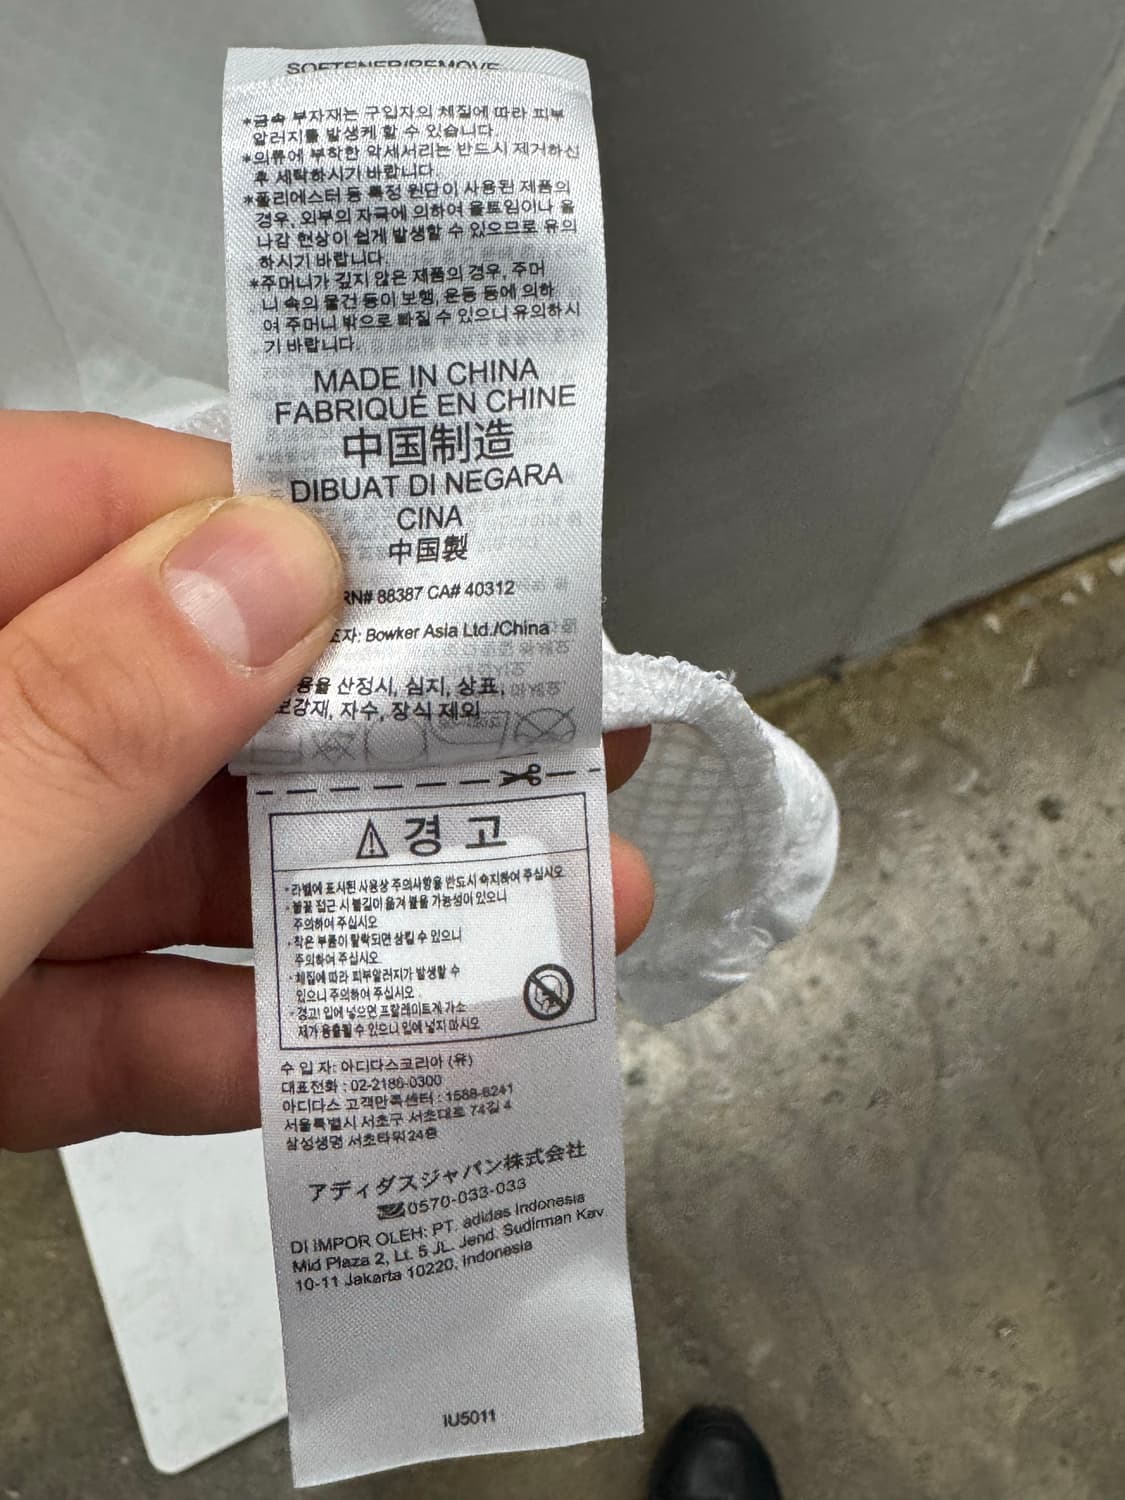 SOFTENER/REMOVE
*금속 부자재는 구입자의 체질에 따라 피부
알러지를 발생케 할 수 있습니다.
*의류에 부착한 악세서리는 반드시 제거하신
후 세탁하시기 바랍니다.
*폴리에스터 등 특정 원단이 사용된 제품의
경우, 외부의 자극에 의하여 올트임이나 올
나감 현상이 쉽게 발생할 수 있으므로 유의
하시기 바랍니다.
*주머니가 깊지 않은 제품의 경우, 주머
니 속의 물건 등이 보행, 운동 등에 의하
여 주머니 밖으로 빠질 수 있으니 유의하시
기 바랍니다.
MADE IN CHINA
FABRIQUÉ EN CHINE
中国制造
DIBUAT DI NEGARA
CINA
中国製
RN# 88387 CA# 40312
자: Bowker Asia Ltd./China
용율 산정시, 심지, 상표,
보강재, 자수, 장식 제외
경 고
·라벨에 표시된 사용상 주의사항을 반드시 숙지하여 주십시오
·불꽃 접근 시 불길이 옮겨 붙을 가능성이 있으니
주의하여 주십시오
·작은 부품이 탈락되면 삼킬 수 있으니
주의하여 주십시오.
·체질에 따라 피부알러지가 발생할 수
있으니 주의하여 주십시오.
·경고! 입에 넣으면 프탈레이트계 가소
제가 용출될 수 있으니 입에 넣지 마시오
수 입 자: 아디다스코리아 (유)
대표전화 : 02-2186-0300
아디다스 고객만족센터 : 1588-8241
서울특별시 서초구 서초대로 74길 4
삼성생명 서초타워 24층
アディダスジャパン株式会社
0570-033-033
DI IMPOR OLEH: PT. adidas Indonesia
Mid Plaza 2, Lt. 5 JL. Jend. Sudirman Kav
10-11 Jakarta 10220, Indonesia
IU5011